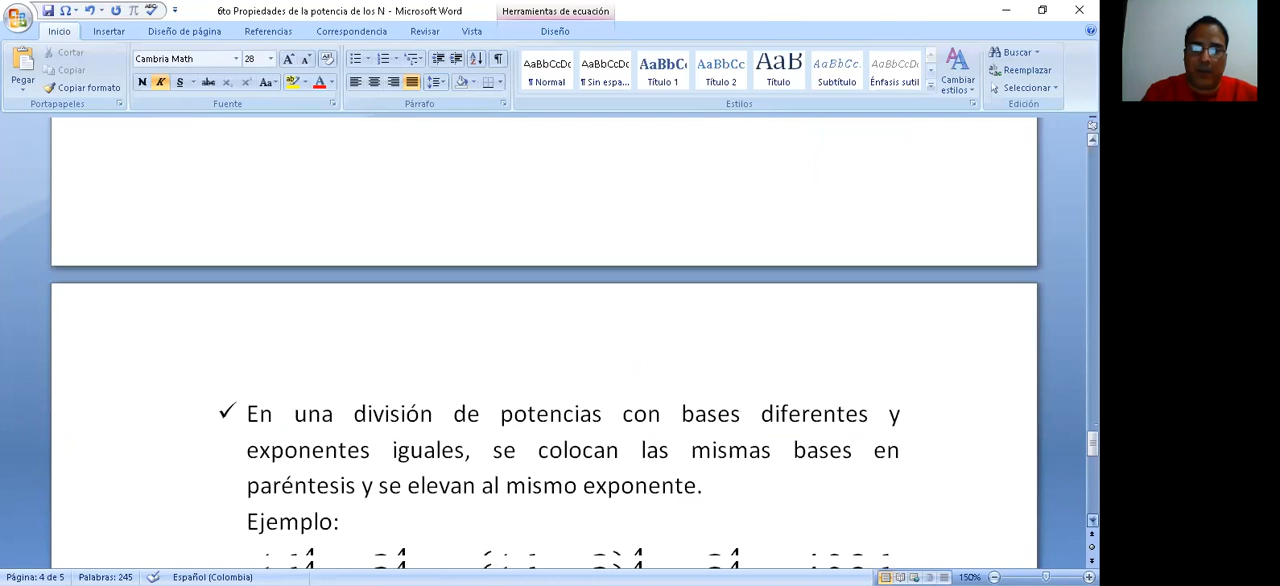 6to Propiedades de la potencia de los N - Microsoft Word
Herramientas de ecuación
Inicio Insertar Diseño de página Referencias Correspondencia Revisar Vista Diseño
Pegar
Cortar
Copiar
Copiar formato
Portapapeles
Cambria Math 28
N K S abc Aa
Fuente
Párrafo
AaBbCcDc AaBbCcDc AaBbC AaBbCc AaB AaBbCc. AaBbCcDc
¶ Normal ¶ Sin espa... Título 1 Título 2 Título Subtítulo Énfasis sutil
Cambiar estilos
Estilos
Buscar
Reemplazar
Seleccionar
Edición
✓ En una división de potencias con bases diferentes y
exponentes iguales, se colocan las mismas bases en
paréntesis y se elevan al mismo exponente.
Ejemplo:
Página: 4 de 5 Palabras: 245 Español (Colombia) 150%